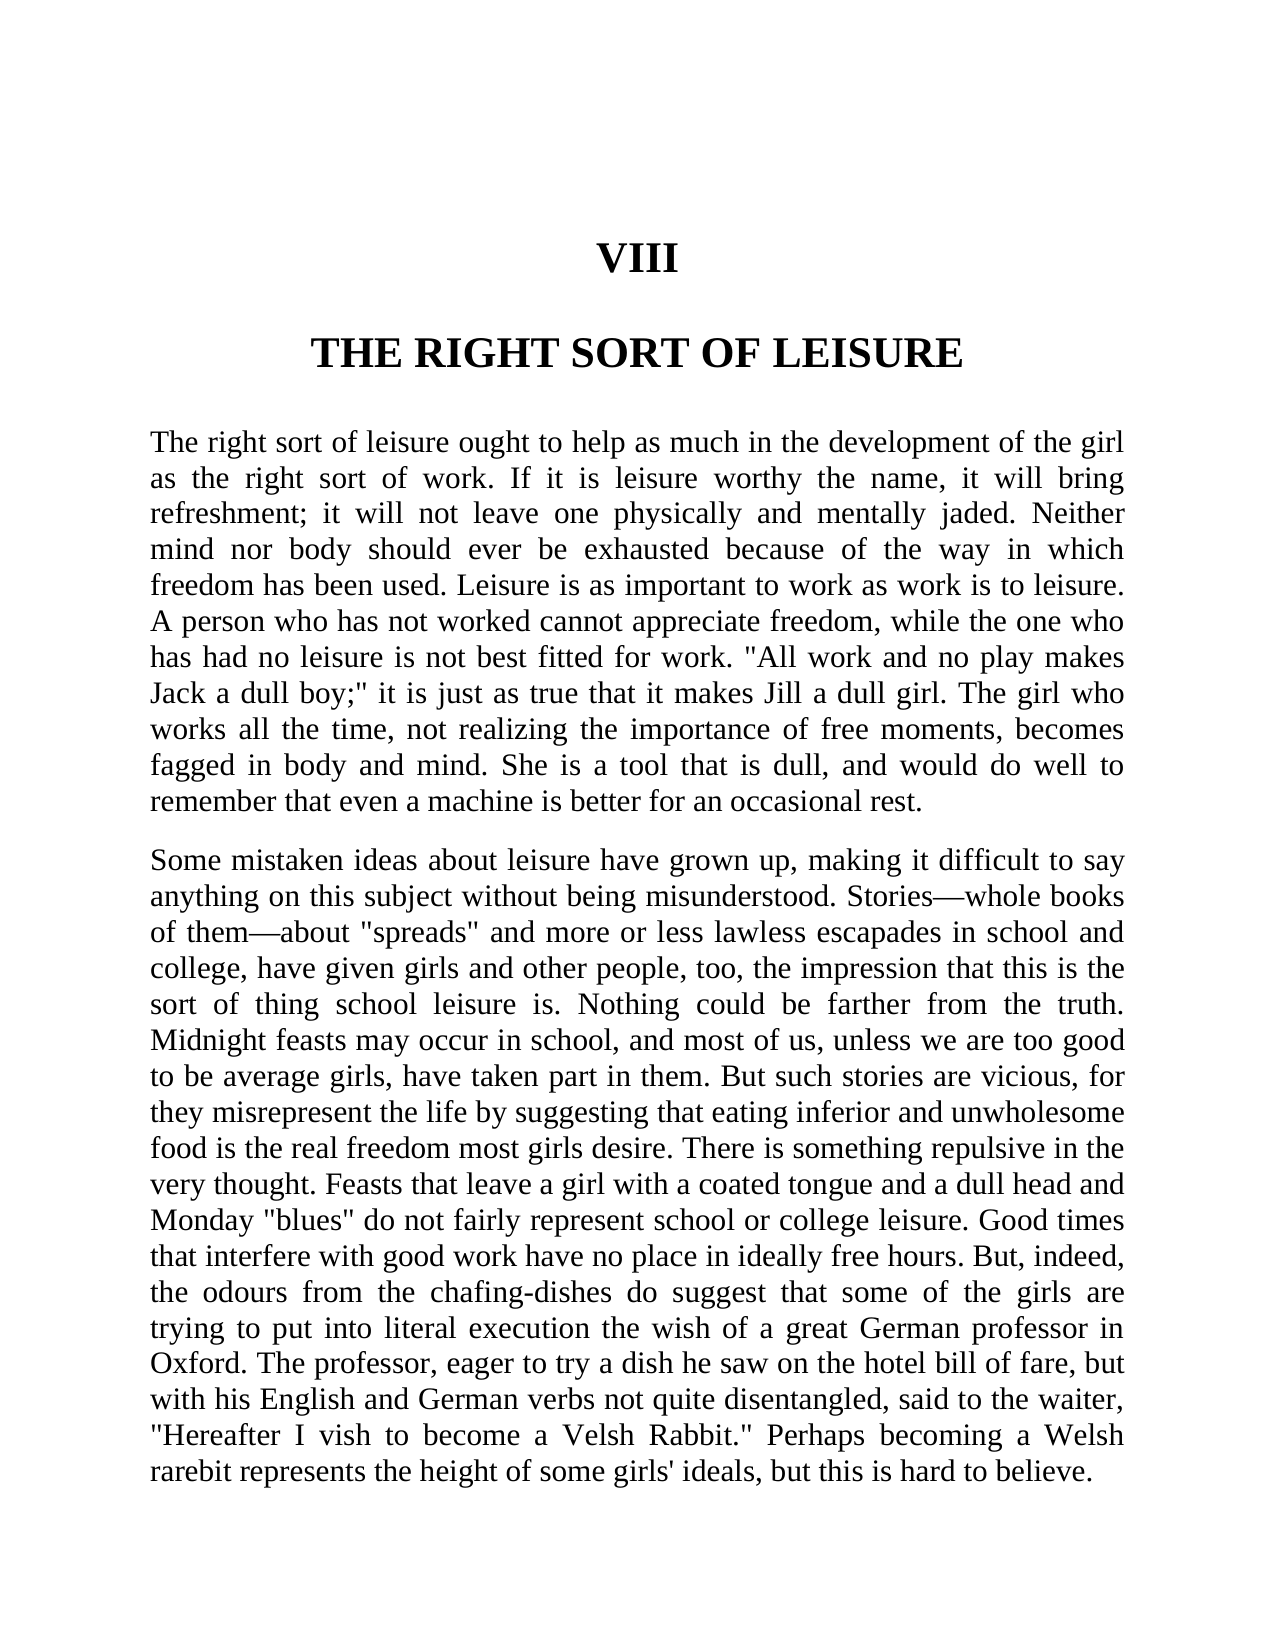 VIII
THE RIGHT SORT OF LEISURE
The right sort of leisure ought to help as much in the development of the girl
as the right sort of work. If it is leisure worthy the name, it will bring
refreshment; it will not leave one physically and mentally jaded. Neither
mind nor body should ever be exhausted because of the way in which
freedom has been used. Leisure is as important to work as work is to leisure.
A person who has not worked cannot appreciate freedom, while the one who
has had no leisure is not best fitted for work. "All work and no play makes
Jack a dull boy;" it is just as true that it makes Jill a dull girl. The girl who
works all the time, not realizing the importance of free moments, becomes
fagged in body and mind. She is a tool that is dull, and would do well to
remember that even a machine is better for an occasional rest.
Some mistaken ideas about leisure have grown up, making it difficult to say
anything on this subject without being misunderstood. Stories—whole books
of them—about "spreads" and more or less lawless escapades in school and
college, have given girls and other people, too, the impression that this is the
sort of thing school leisure is. Nothing could be farther from the truth.
Midnight feasts may occur in school, and most of us, unless we are too good
to be average girls, have taken part in them. But such stories are vicious, for
they misrepresent the life by suggesting that eating inferior and unwholesome
food is the real freedom most girls desire. There is something repulsive in the
very thought. Feasts that leave a girl with a coated tongue and a dull head and
Monday "blues" do not fairly represent school or college leisure. Good times
that interfere with good work have no place in ideally free hours. But, indeed,
the odours from the chafing-dishes do suggest that some of the girls are
trying to put into literal execution the wish of a great German professor in
Oxford. The professor, eager to try a dish he saw on the hotel bill of fare, but
with his English and German verbs not quite disentangled, said to the waiter,
"Hereafter I vish to become a Velsh Rabbit." Perhaps becoming a Welsh
rarebit represents the height of some girls' ideals, but this is hard to believe.